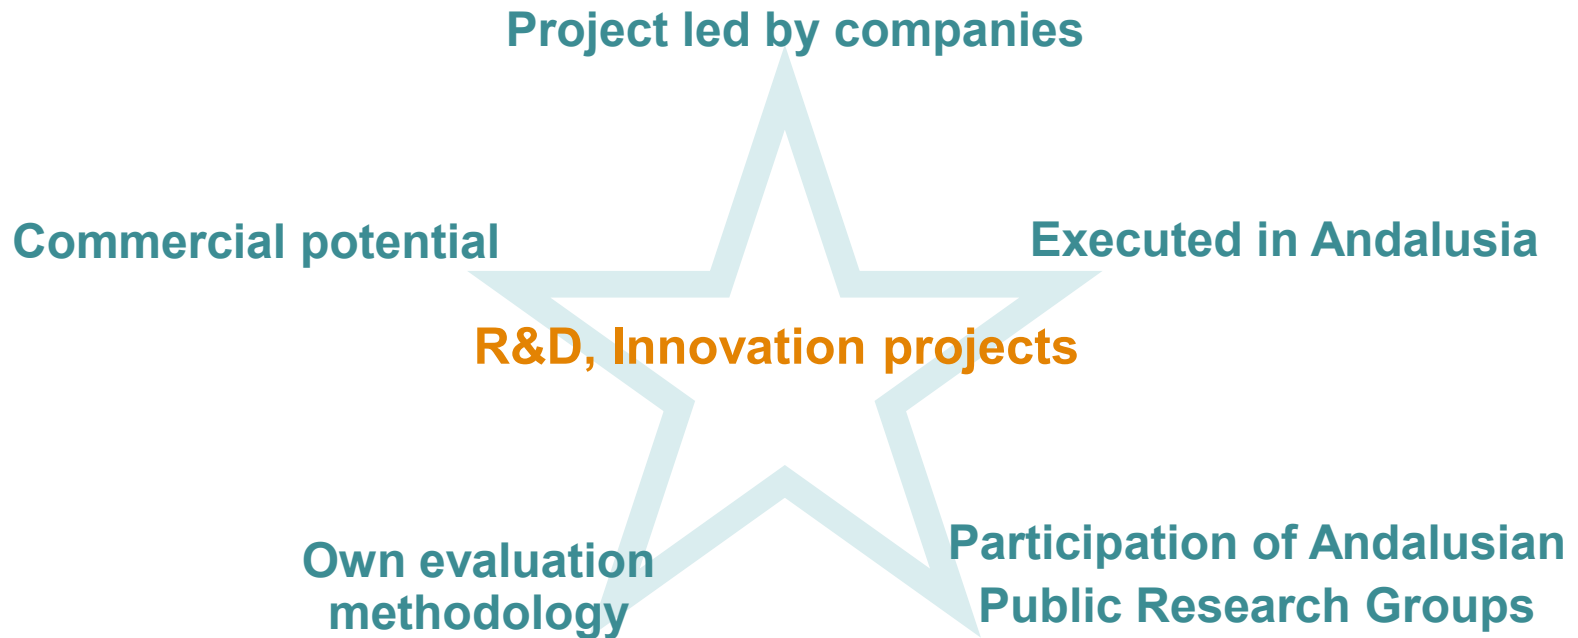 Project led by companies
Commercial potential
Executed in Andalusia
R&D, Innovation projects
Own evaluation
methodology
Participation of Andalusian
Public Research Groups